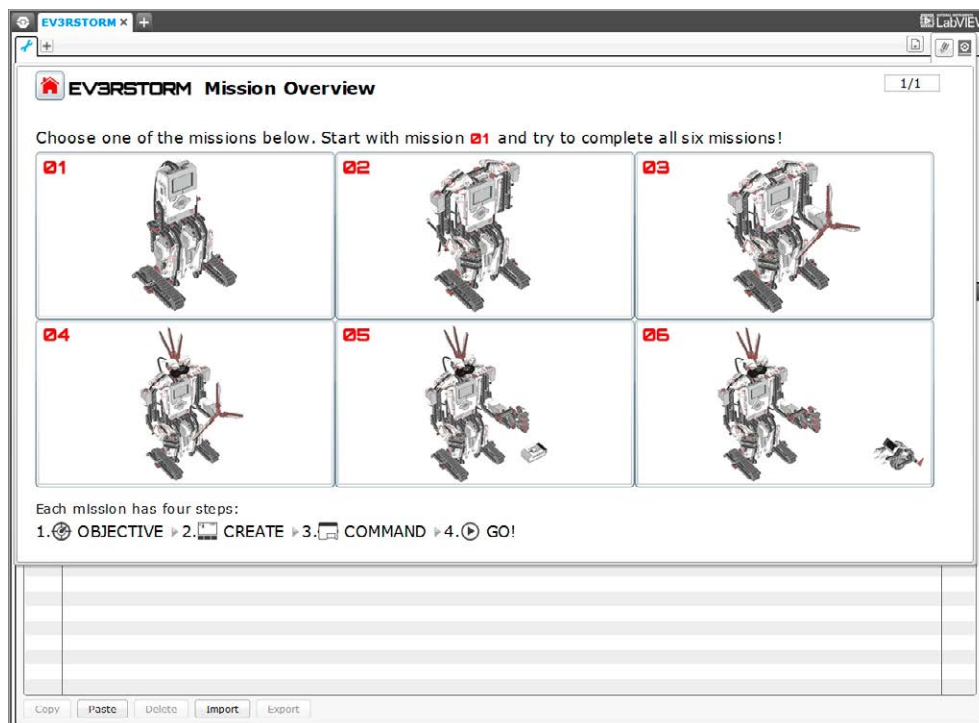 EV3RSTORM × +
LabVIEW
+
EV3RSTORM Mission Overview
1/1
Choose one of the missions below. Start with mission 01 and try to complete all six missions!
01 02 03
04 05 06
Each mission has four steps:
1. OBJECTIVE 2. CREATE 3. COMMAND 4. GO!
Copy Paste Delete Import Export